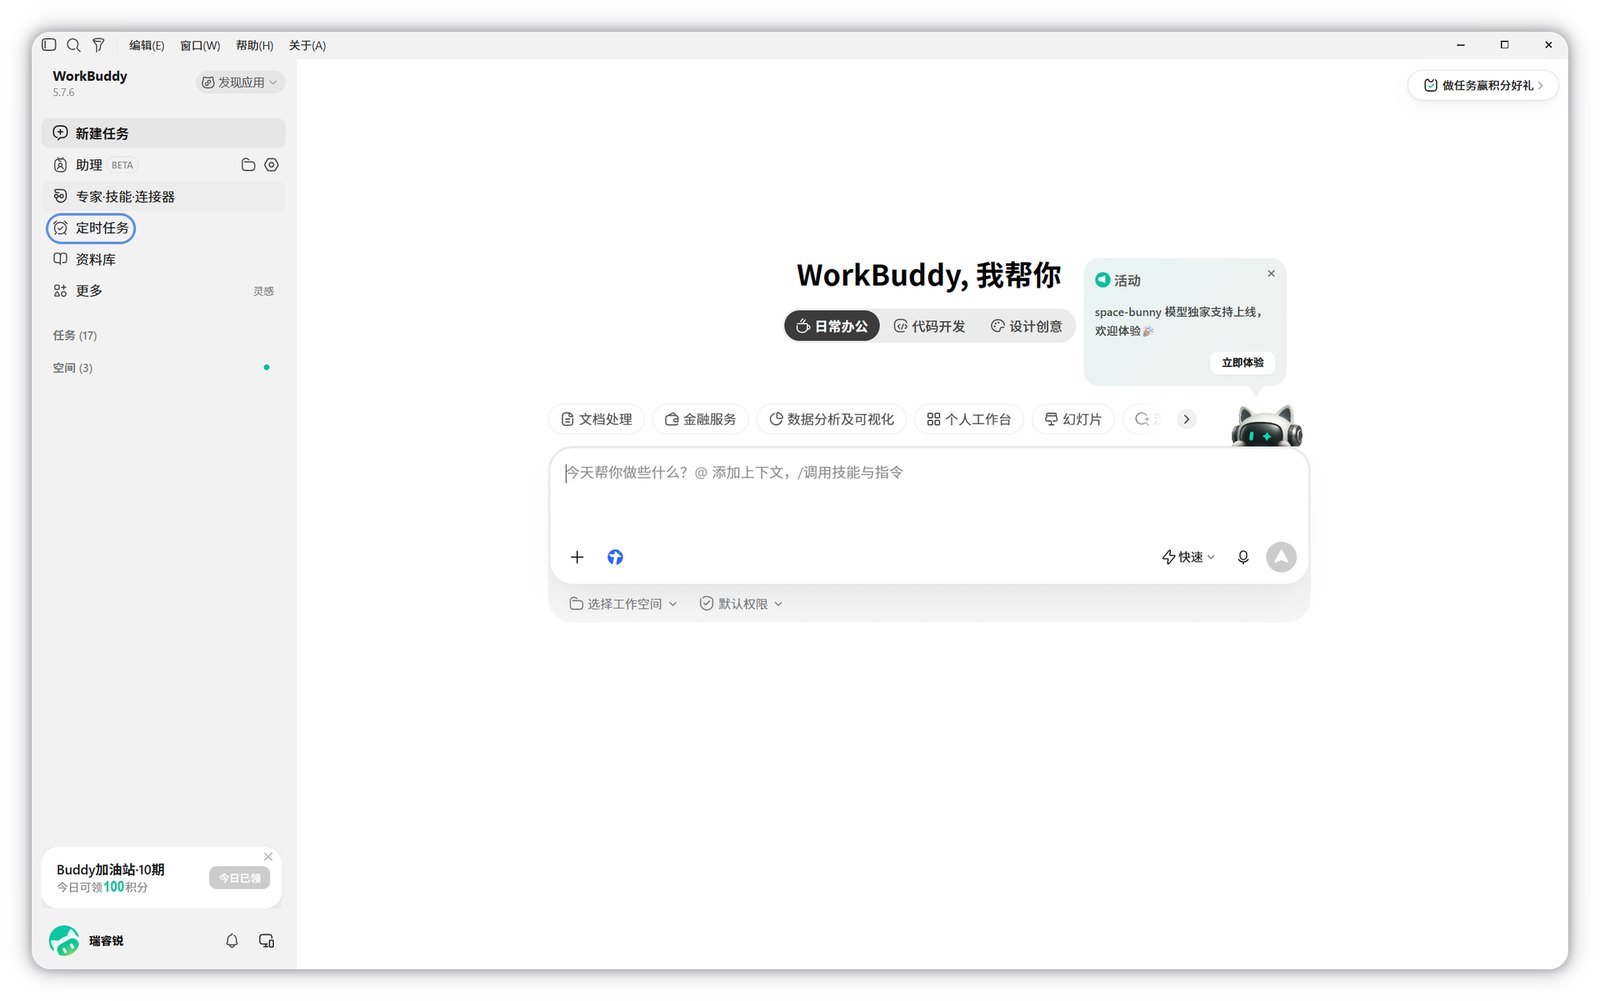 编辑(E) 窗口(W) 帮助(H) 关于(A)
WorkBuddy
5.7.6
发现应用
新建任务
助理 BETA
专家·技能·连接器
定时任务
资料库
更多 灵感
任务 (17)
空间 (3)
Buddy加油站·10期
今日可领100积分
今日已领
瑞睿锐
做任务赢积分好礼
WorkBuddy, 我帮你
日常办公 代码开发 设计创意
活动
space-bunny 模型独家支持上线，
欢迎体验🎉
立即体验
文档处理 金融服务 数据分析及可视化 个人工作台 幻灯片
今天帮你做些什么？@ 添加上下文，/调用技能与指令
快速
选择工作空间 默认权限